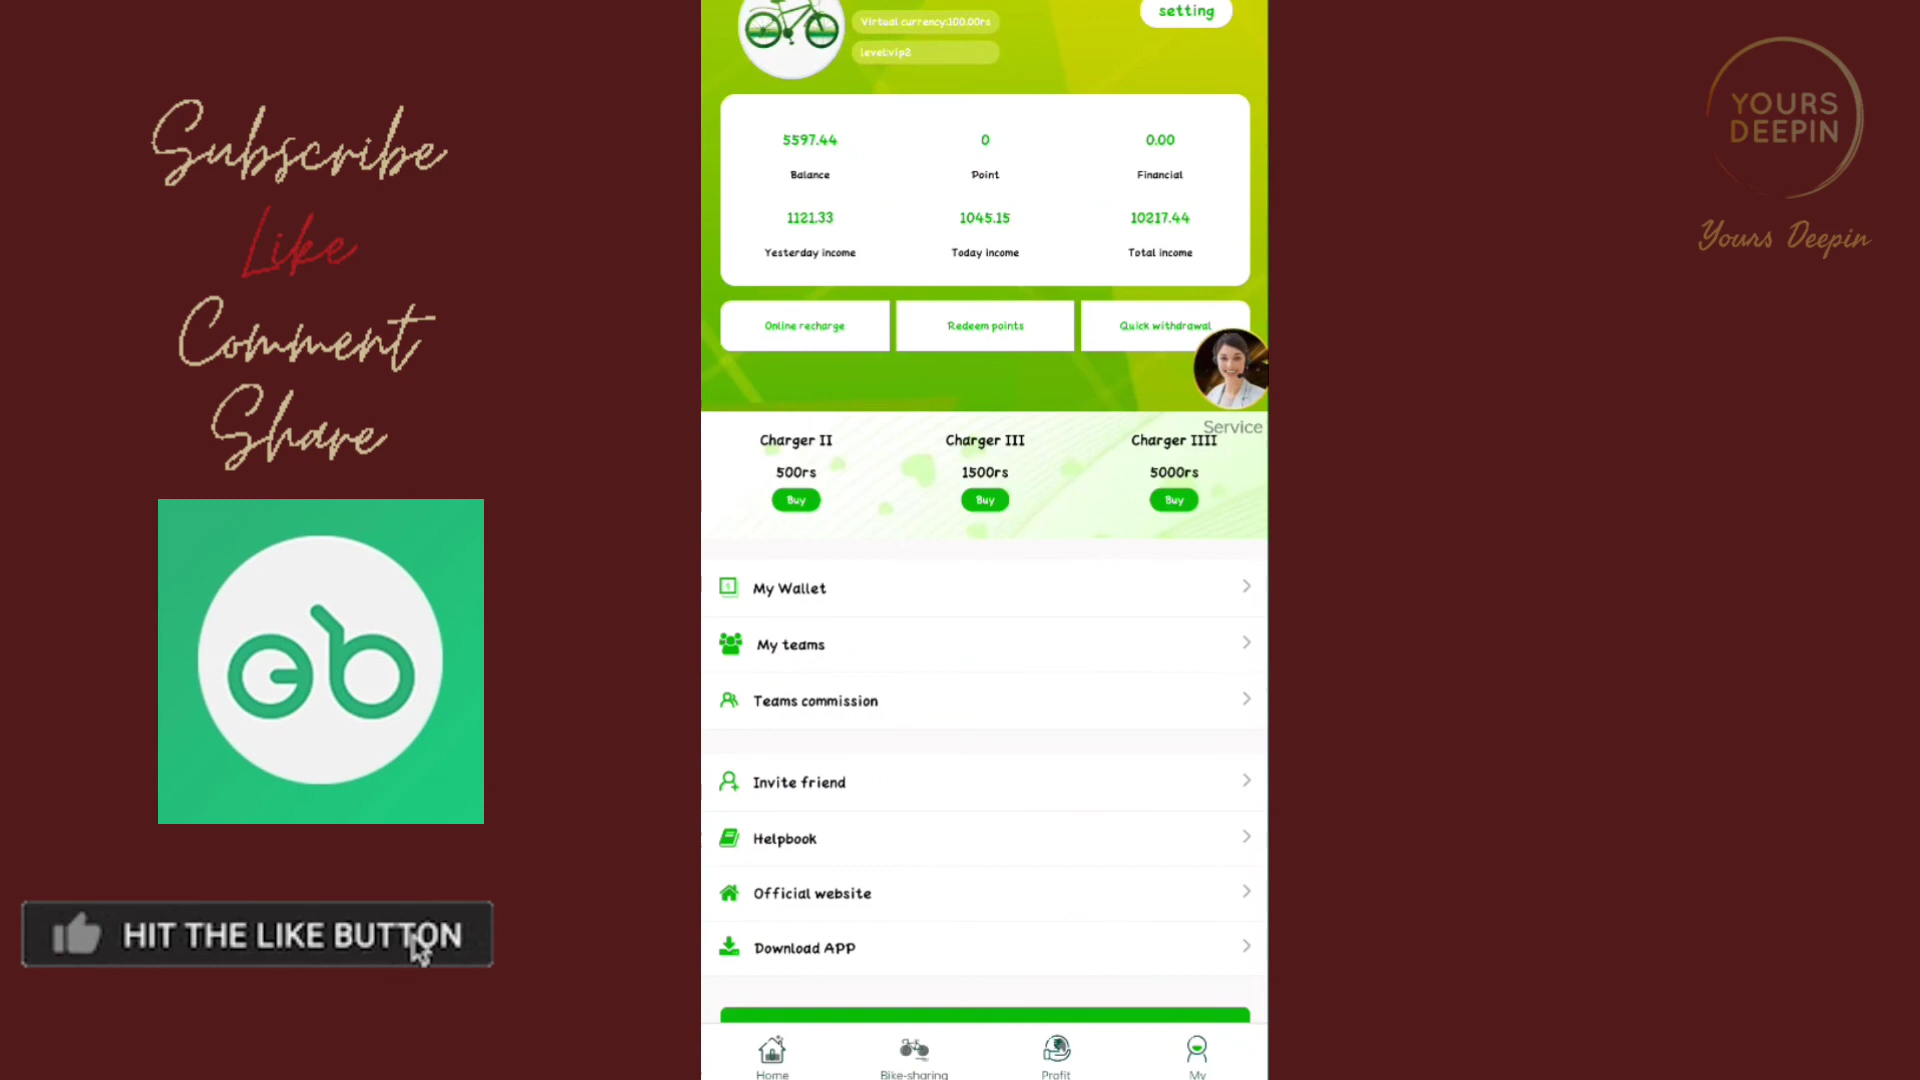 Subscribe
Like
Comment
Share
HIT THE LIKE BUTTON
Virtual currency:100.00rs
level:vip2
setting
5597.44
0
0.00
Balance
Point
Financial
1121.33
1045.15
10217.44
Yesterday income
Today income
Total income
Online recharge
Redeem points
Quick withdrawal
Service
Charger II
Charger III
Charger IIII
500rs
1500rs
5000rs
Buy
Buy
Buy
My Wallet
My teams
Teams commission
Invite friend
Helpbook
Official website
Download APP
Home
Bike-sharing
Profit
My
YOURS
DEEPIN
Yours Deepin